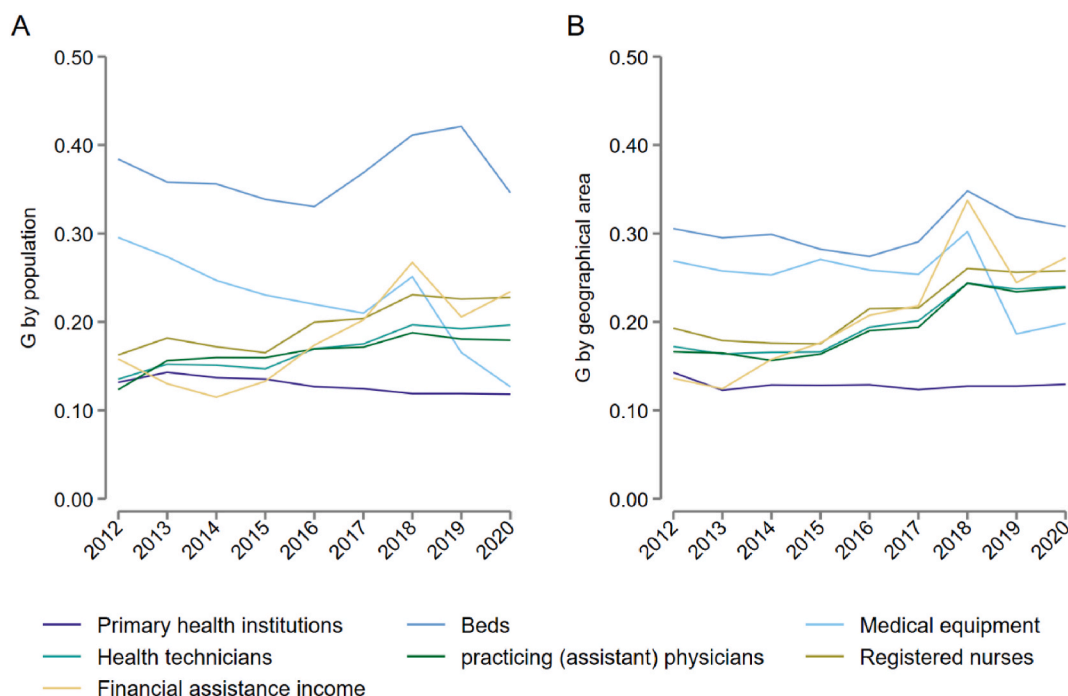 A
G by population
0.50
0.40
0.30
0.20
0.10
0.00
2012
2013
2014
2015
2016
2017
2018
2019
2020
B
G by geographical area
0.50
0.40
0.30
0.20
0.10
0.00
2012
2013
2014
2015
2016
2017
2018
2019
2020
Primary health institutions
Beds
Medical equipment
Health technicians
practicing (assistant) physicians
Registered nurses
Financial assistance income